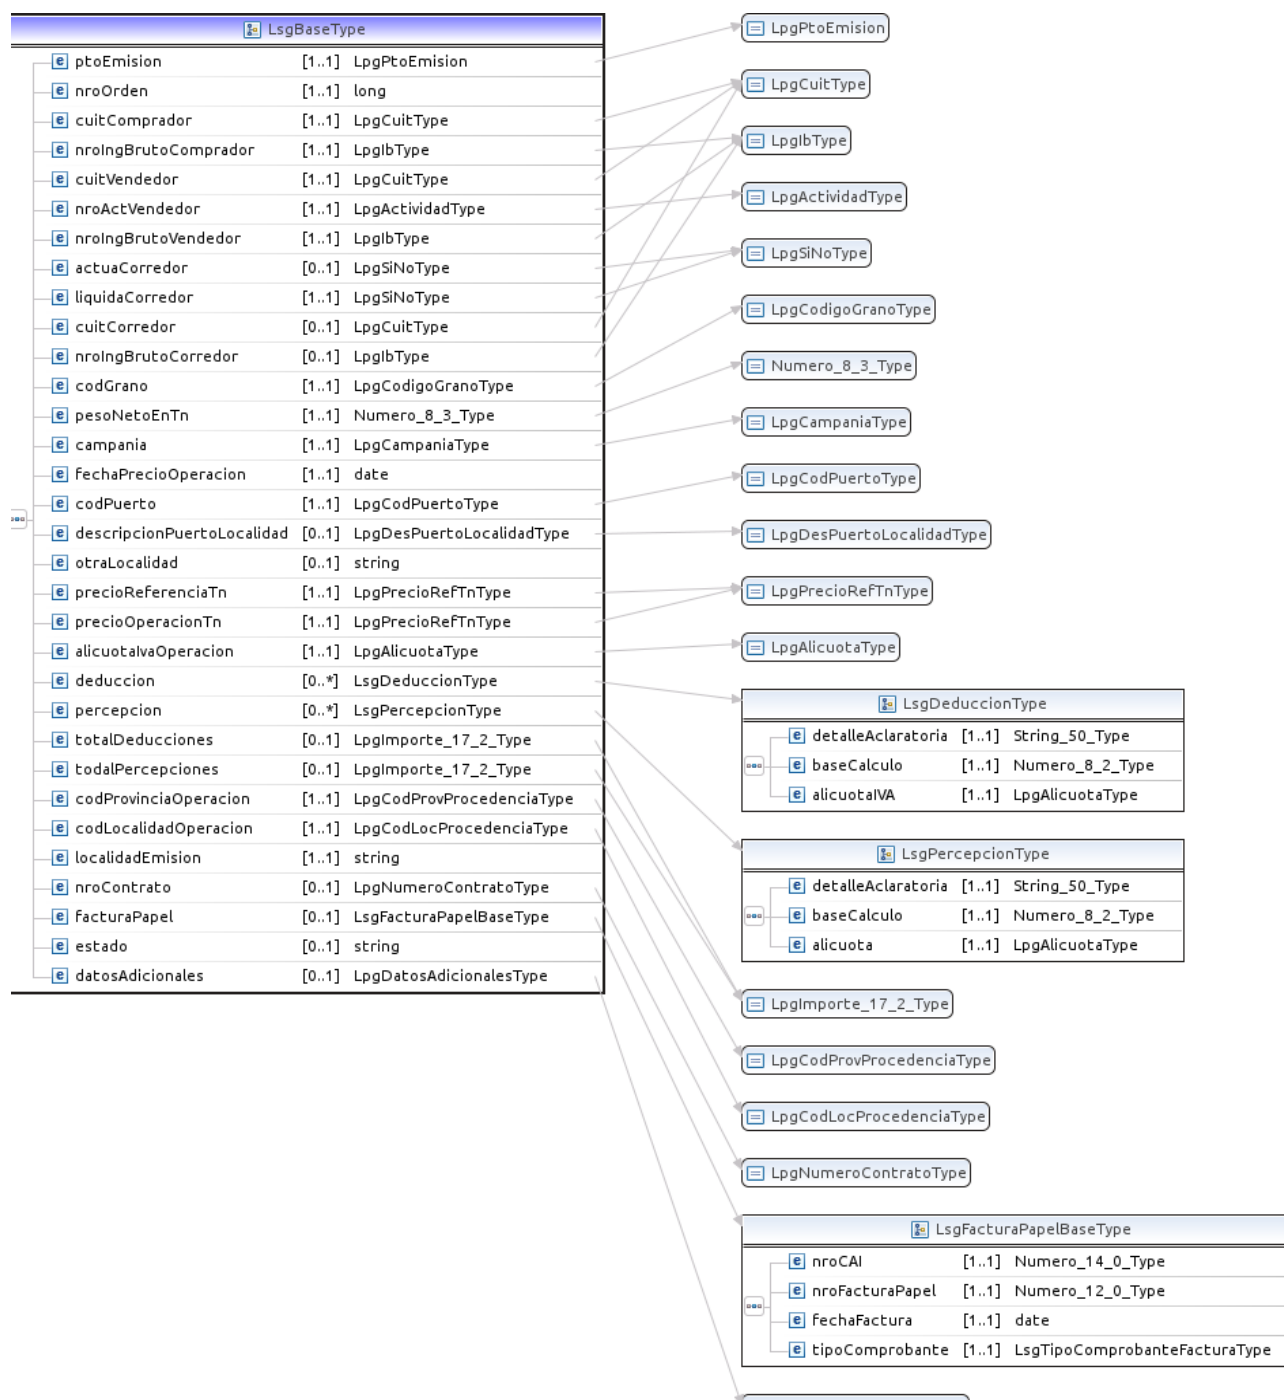 LsgBaseType
ptoEmision [1..1] LpgPtoEmision
nroOrden [1..1] long
cuitComprador [1..1] LpgCuitType
nroIngBrutoComprador [1..1] LpgIbType
cuitVendedor [1..1] LpgCuitType
nroActVendedor [1..1] LpgActividadType
nroIngBrutoVendedor [1..1] LpgIbType
actuaCorredor [0..1] LpgSiNoType
liquidaCorredor [1..1] LpgSiNoType
cuitCorredor [0..1] LpgCuitType
nroIngBrutoCorredor [0..1] LpgIbType
codGrano [1..1] LpgCodigoGranoType
pesoNetoEnTn [1..1] Numero_8_3_Type
campania [1..1] LpgCampaniaType
fechaPrecioOperacion [1..1] date
codPuerto [1..1] LpgCodPuertoType
descripcionPuertoLocalidad [0..1] LpgDesPuertoLocalidadType
otraLocalidad [0..1] string
precioReferenciaTn [1..1] LpgPrecioRefTnType
precioOperacionTn [1..1] LpgPrecioRefTnType
alicuotaIvaOperacion [1..1] LpgAlicuotaType
deduccion [0..*] LsgDeduccionType
percepcion [0..*] LsgPercepcionType
totalDeducciones [0..1] LpgImporte_17_2_Type
todalPercepciones [0..1] LpgImporte_17_2_Type
codProvinciaOperacion [1..1] LpgCodProvProcedenciaType
codLocalidadOperacion [1..1] LpgCodLocProcedenciaType
localidadEmision [1..1] string
nroContrato [0..1] LpgNumeroContratoType
facturaPapel [0..1] LsgFacturaPapelBaseType
estado [0..1] string
datosAdicionales [0..1] LpgDatosAdicionalesType
LpgPtoEmision
LpgCuitType
LpgIbType
LpgActividadType
LpgSiNoType
LpgCodigoGranoType
Numero_8_3_Type
LpgCampaniaType
LpgCodPuertoType
LpgDesPuertoLocalidadType
LpgPrecioRefTnType
LpgAlicuotaType
LsgDeduccionType
detalleAclaratoria [1..1] String_50_Type
baseCalculo [1..1] Numero_8_2_Type
alicuotaIVA [1..1] LpgAlicuotaType
LsgPercepcionType
detalleAclaratoria [1..1] String_50_Type
baseCalculo [1..1] Numero_8_2_Type
alicuota [1..1] LpgAlicuotaType
LpgImporte_17_2_Type
LpgCodProvProcedenciaType
LpgCodLocProcedenciaType
LpgNumeroContratoType
LsgFacturaPapelBaseType
nroCAI [1..1] Numero_14_0_Type
nroFacturaPapel [1..1] Numero_12_0_Type
fechaFactura [1..1] date
tipoComprobante [1..1] LsgTipoComprobanteFacturaType